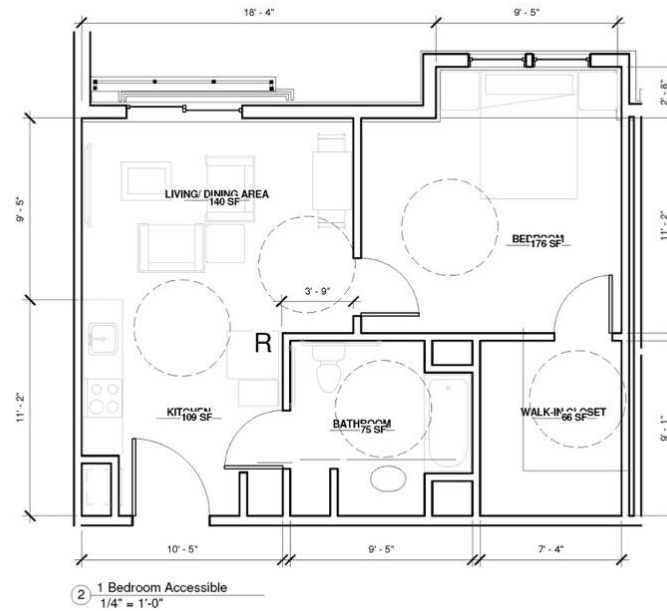 18' - 4"
9' - 5"
2' - 8"
9' - 5"
LIVING/ DINING AREA
140 SF
BEDROOM
176 SF
11' - 2"
3' - 9"
R
11' - 2"
KITCHEN
109 SF
BATHROOM
75 SF
WALK-IN CLOSET
66 SF
9' - 1"
10' - 5"
9' - 5"
7' - 4"
2
1 Bedroom Accessible
1/4" = 1'-0"